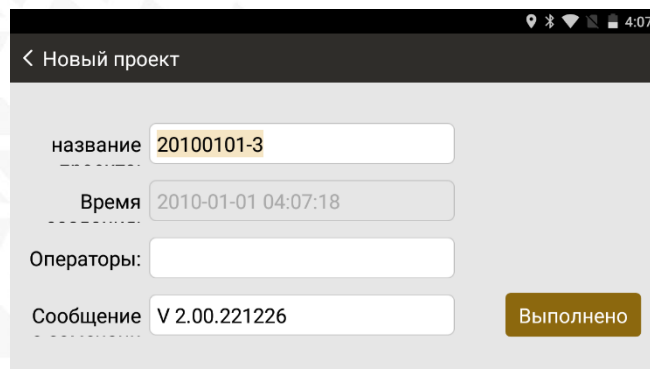 4:07
Новый проект
название 20100101-3
Время 2010-01-01 04:07:18
Операторы:
Сообщение V 2.00.221226 Выполнено